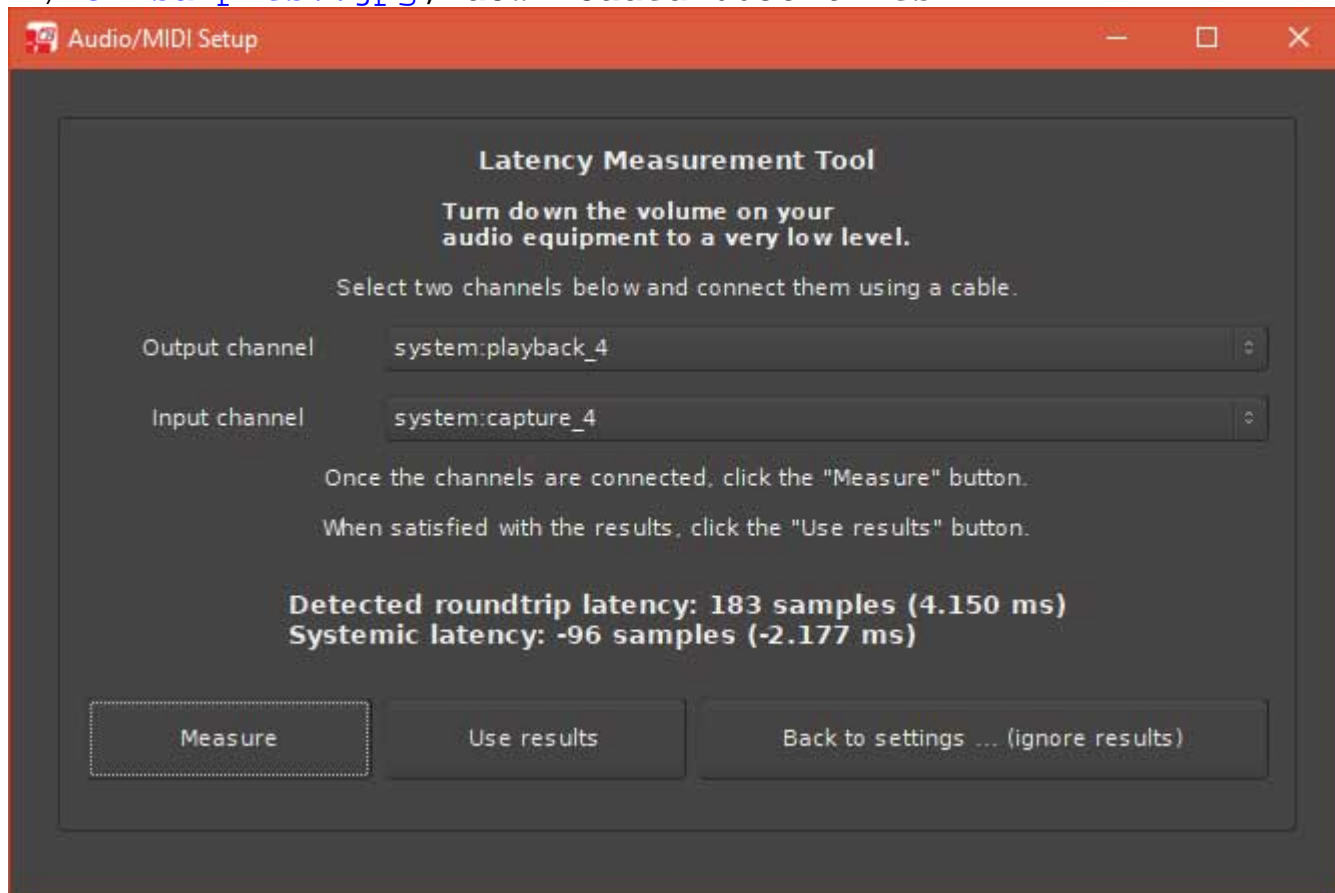 Audio/MIDI Setup
Latency Measurement Tool
Turn down the volume on your
audio equipment to a very low level.
Select two channels below and connect them using a cable.
Output channel system:playback_4
Input channel system:capture_4
Once the channels are connected, click the "Measure" button.
When satisfied with the results, click the "Use results" button.
Detected roundtrip latency: 183 samples (4.150 ms)
Systemic latency: -96 samples (-2.177 ms)
Measure Use results Back to settings ... (ignore results)